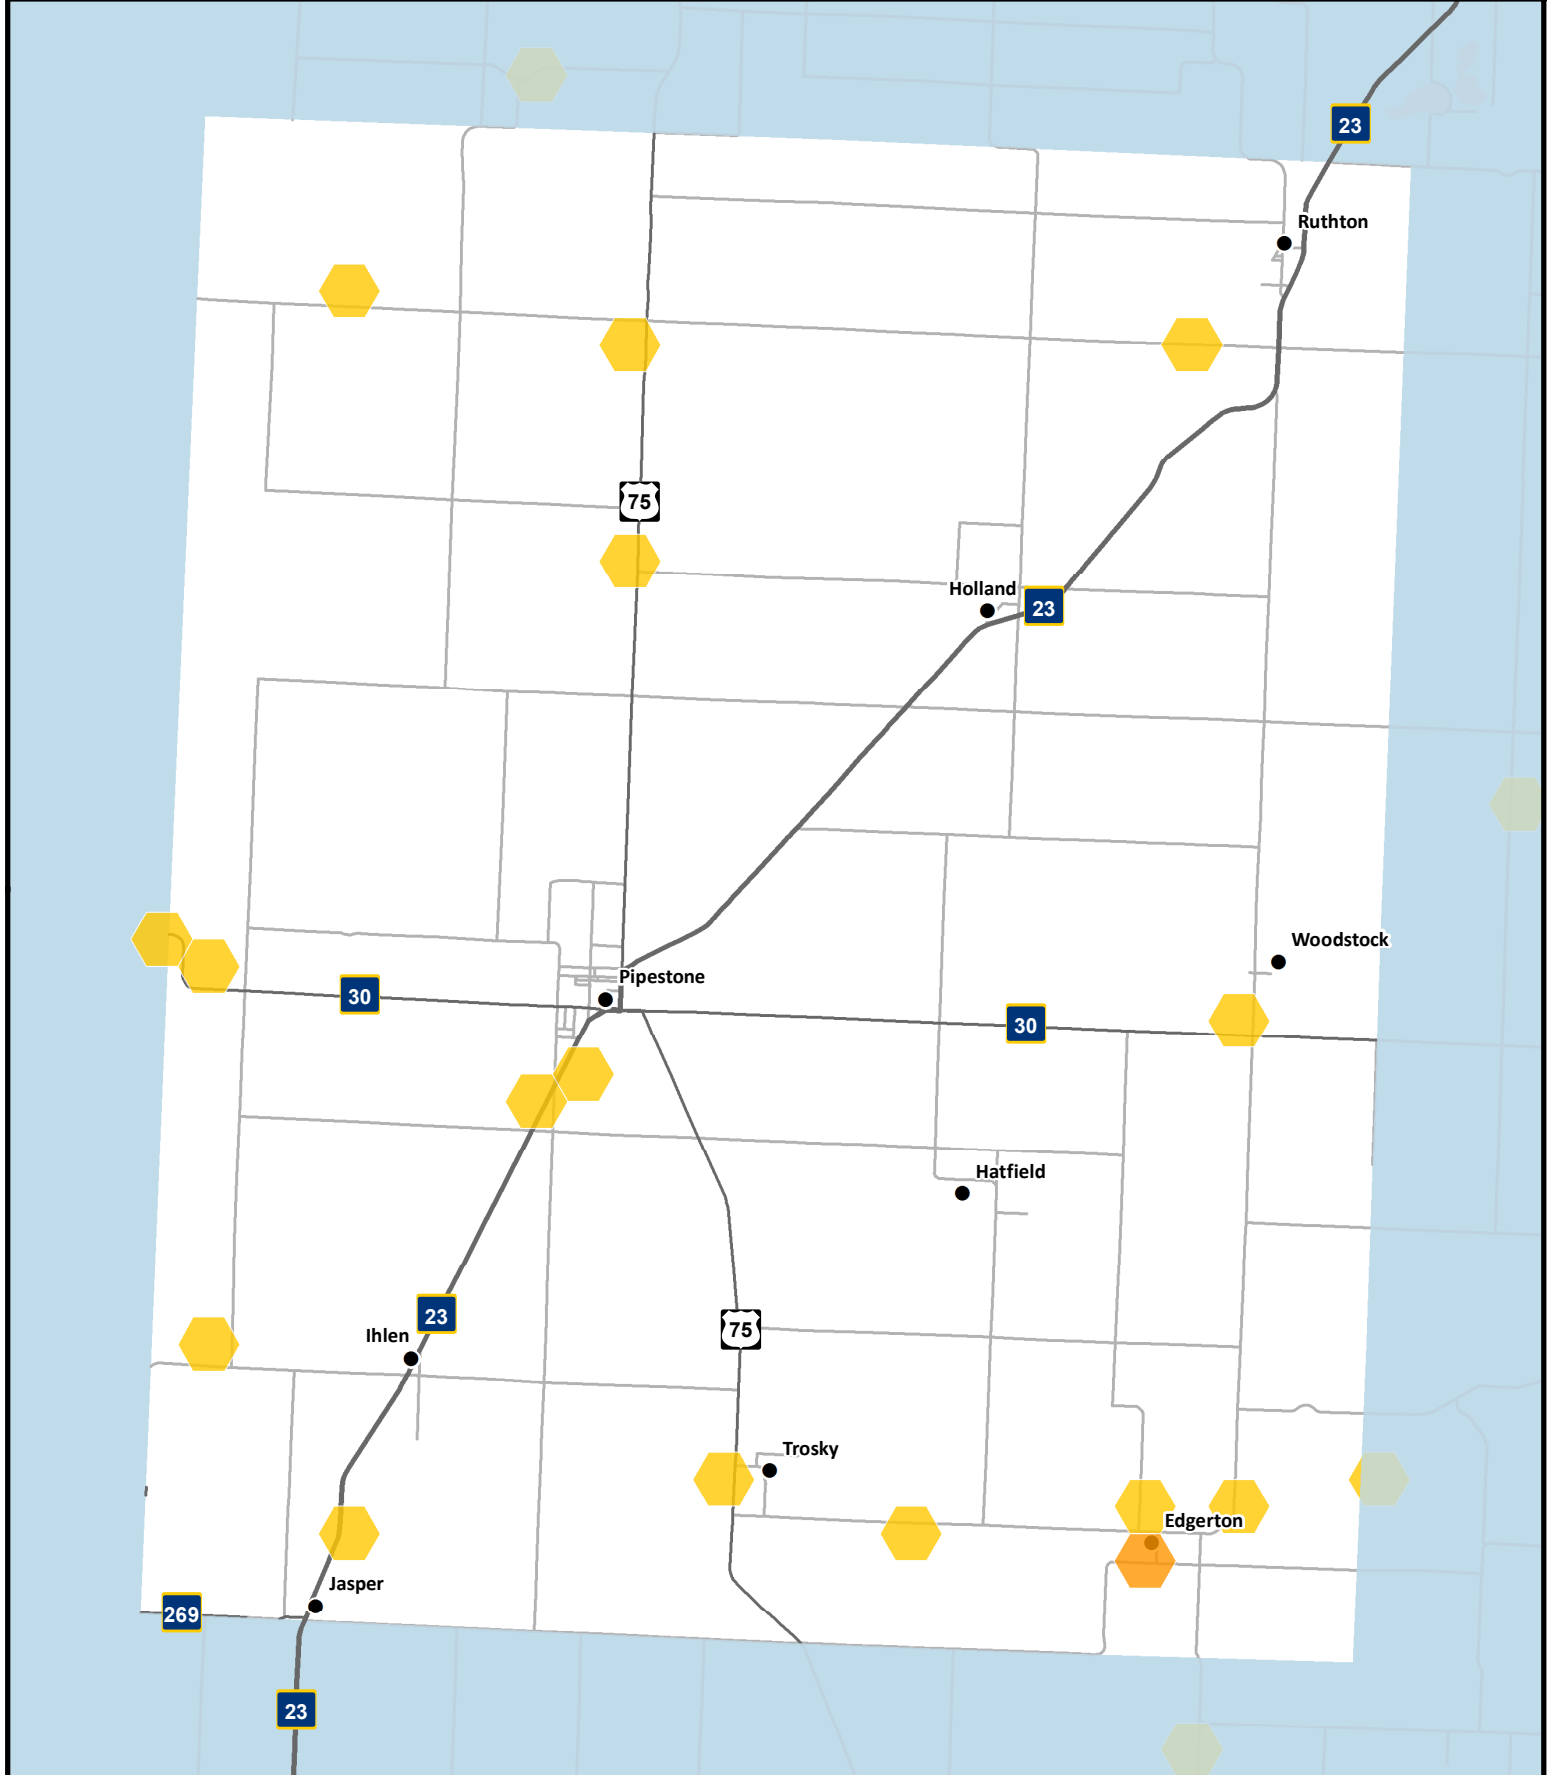 23
Ruthton
75
Holland
23
Woodstock
Pipestone
30
30
Hatfield
23
75
Ihlen
Trosky
Edgerton
Jasper
269
23